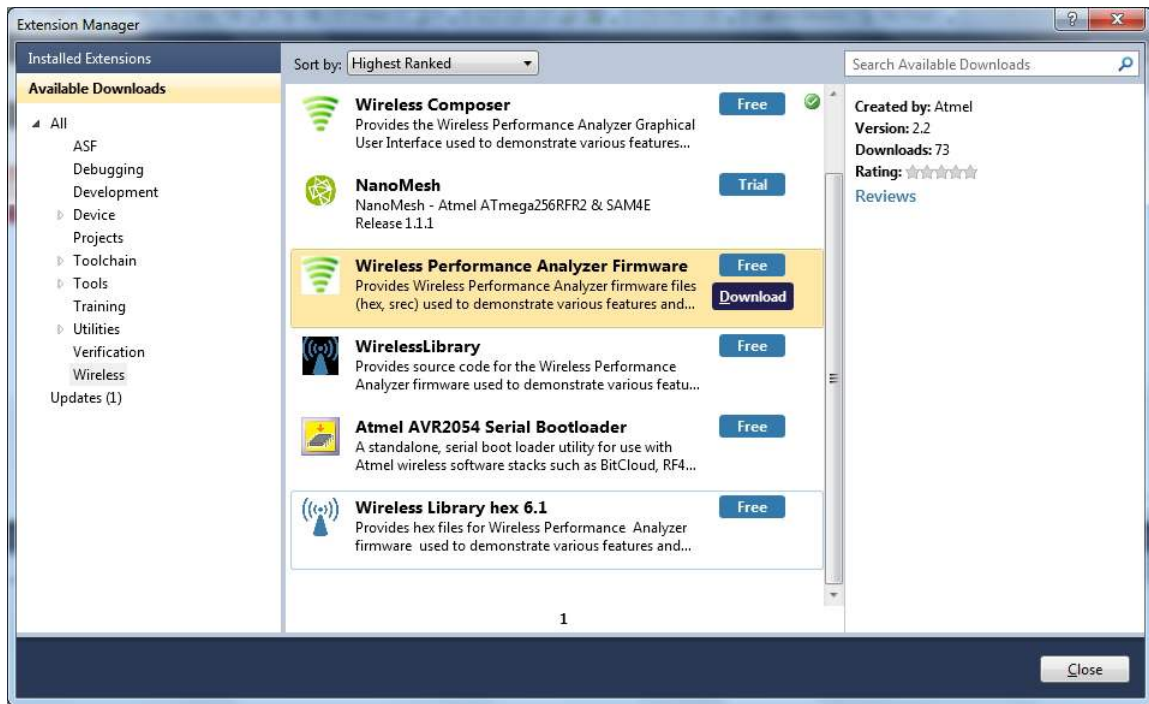 Extension Manager
Installed Extensions
Available Downloads
All
ASF
Debugging
Development
Device
Projects
Toolchain
Tools
Training
Utilities
Verification
Wireless
Updates (1)
Sort by: Highest Ranked
Wireless Composer
Free
Provides the Wireless Performance Analyzer Graphical
User Interface used to demonstrate various features...
NanoMesh
Trial
NanoMesh - Atmel ATmega256RFR2 & SAM4E
Release 1.1.1
Wireless Performance Analyzer Firmware
Free
Provides Wireless Performance Analyzer firmware files
(hex, srec) used to demonstrate various features and...
Download
WirelessLibrary
Free
Provides source code for the Wireless Performance
Analyzer firmware used to demonstrate various featu...
Atmel AVR2054 Serial Bootloader
Free
A standalone, serial boot loader utility for use with
Atmel wireless software stacks such as BitCloud, RF4...
Wireless Library hex 6.1
Free
Provides hex files for Wireless Performance Analyzer
firmware used to demonstrate various features and...
1
Search Available Downloads
Created by: Atmel
Version: 2.2
Downloads: 73
Rating:
Reviews
Close